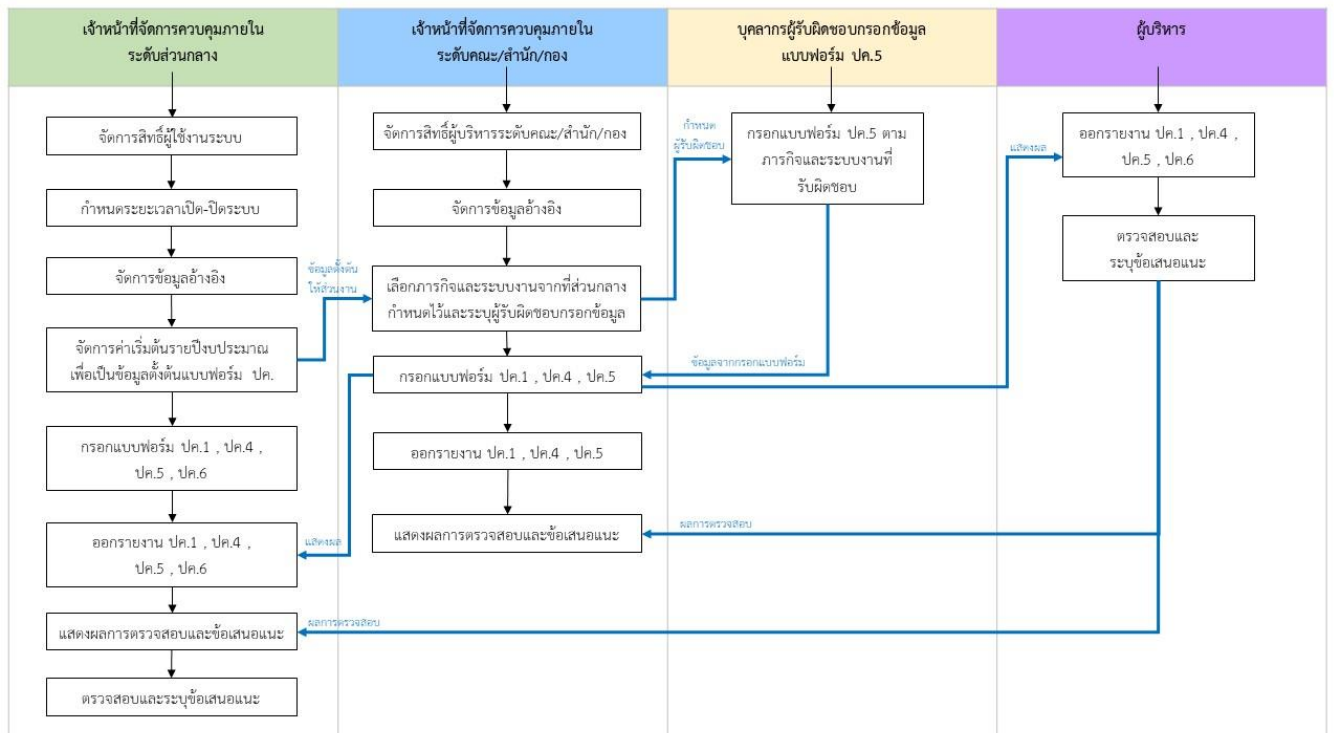 เจ้าหน้าที่จัดการควบคุมภายใน
ระดับส่วนกลาง
จัดการสิทธิ์ผู้ใช้งานระบบ
กำหนดระยะเวลาเปิด-ปิดระบบ
จัดการข้อมูลอ้างอิง
จัดการค่าเริ่มต้นรายปีงบประมาณ
เพื่อเป็นข้อมูลตั้งต้นแบบฟอร์ม ปค.
กรอกแบบฟอร์ม ปค.1 , ปค.4 ,
ปค.5 , ปค.6
ออกรายงาน ปค.1 , ปค.4 ,
ปค.5 , ปค.6
แสดงผลการตรวจสอบและข้อเสนอแนะ
ตรวจสอบและระบุข้อเสนอแนะ
ข้อมูลตั้งต้น
ให้ส่วนงาน
แสดงผล
ผลการตรวจสอบ
เจ้าหน้าที่จัดการควบคุมภายใน
ระดับคณะ/สำนัก/กอง
จัดการสิทธิ์ผู้บริหารระดับคณะ/สำนัก/กอง
จัดการข้อมูลอ้างอิง
เลือกภารกิจและระบบงานจากที่ส่วนกลาง
กำหนดไว้และระบุผู้รับผิดชอบกรอกข้อมูล
กรอกแบบฟอร์ม ปค.1 , ปค.4 , ปค.5
ออกรายงาน ปค.1 , ปค.4 , ปค.5
แสดงผลการตรวจสอบและข้อเสนอแนะ
กำหนด
ผู้รับผิดชอบ
ข้อมูลจากกรอกแบบฟอร์ม
ผลการตรวจสอบ
บุคลากรผู้รับผิดชอบกรอกข้อมูล
แบบฟอร์ม ปค.5
กรอกแบบฟอร์ม ปค.5 ตาม
ภารกิจและระบบงานที่
รับผิดชอบ
แสดงผล
ผู้บริหาร
ออกรายงาน ปค.1 , ปค.4 ,
ปค.5 , ปค.6
ตรวจสอบและ
ระบุข้อเสนอแนะ